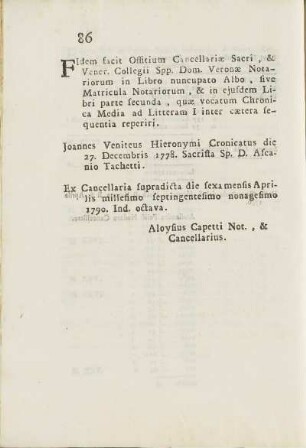 86
FIdem facit Offitium Cancellariæ Sacri, &
Vener. Collegii Spp. Dom. Veronæ Nota-
riorum in Libro nuncupato Albo, sive
Matricula Notariorum, & in ejusdem Li-
bri parte secunda, quæ vocatum Chroni-
ca Media ad Litteram I inter cætera se-
quentia reperiri.
Joannes Veniteus Hieronymi Cronicatus die
27. Decembris 1778. Sacrista Sp. D. Asca-
nio Tachetti.
Ex Cancellaria supradicta die sexamensis Apri-
lis millesimo septingentesimo nonagesimo
1790. Ind. octava.
Aloysius Capetti Not., &
Cancellarius.